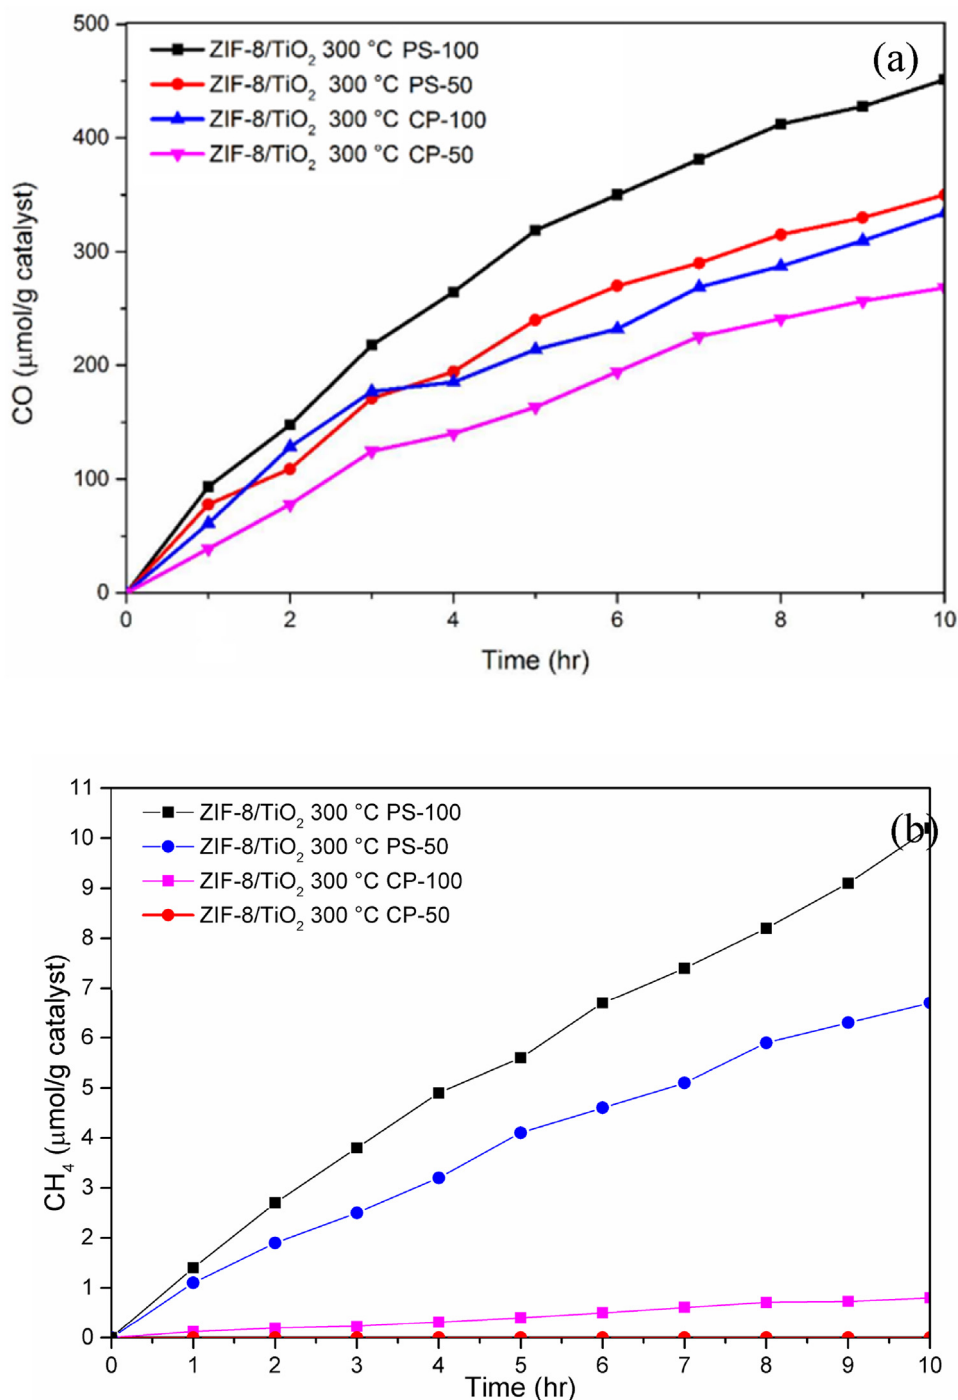 500
400
300
200
100
0
CO (μmol/g catalyst)
ZIF-8/TiO₂ 300 °C PS-100
ZIF-8/TiO₂ 300 °C PS-50
ZIF-8/TiO₂ 300 °C CP-100
ZIF-8/TiO₂ 300 °C CP-50
(a)
0 2 4 6 8 10
Time (hr)
11
10
9
8
7
6
5
4
3
2
1
0
CH₄ (μmol/g catalyst)
ZIF-8/TiO₂ 300 °C PS-100
ZIF-8/TiO₂ 300 °C PS-50
ZIF-8/TiO₂ 300 °C CP-100
ZIF-8/TiO₂ 300 °C CP-50
(b)
0 1 2 3 4 5 6 7 8 9 10
Time (hr)